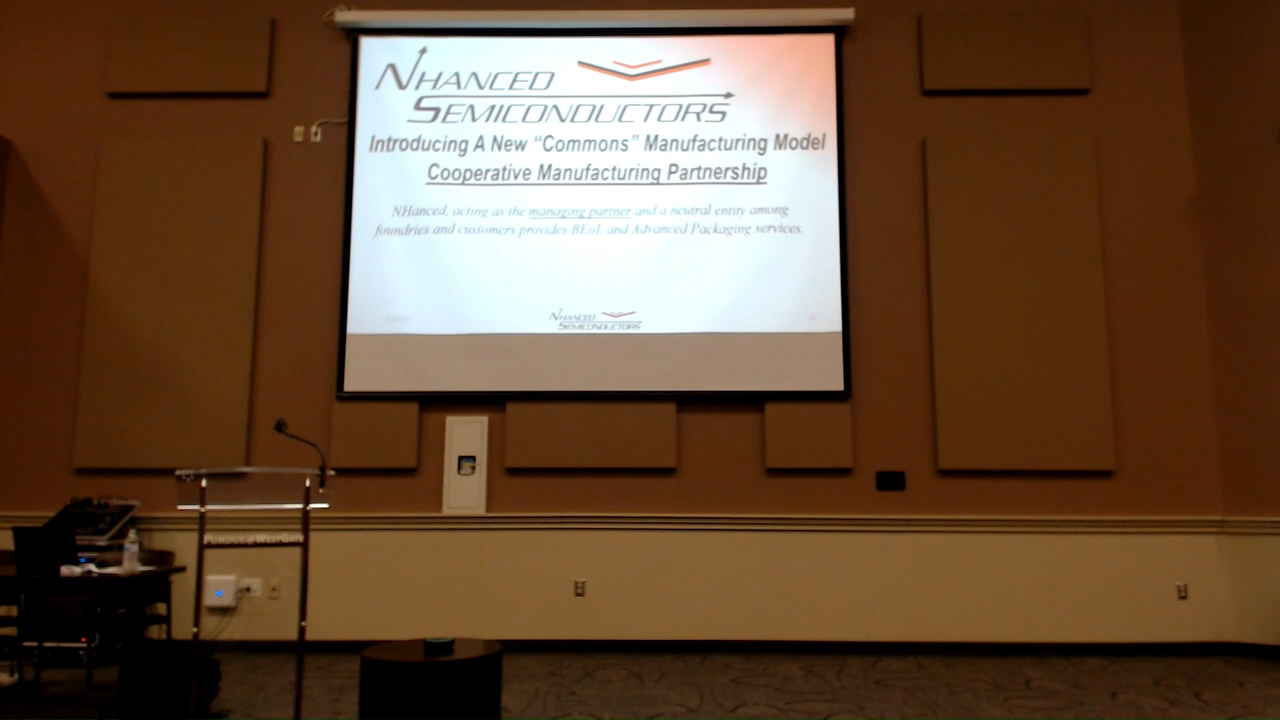 NHANCED
SEMICONDUCTORS
Introducing A New “Commons” Manufacturing Model
Cooperative Manufacturing Partnership
NHanced, acting as the managing partner and a neutral entity among
foundries and customers provides BEoL and Advanced Packaging services.
NHANCED
SEMICONDUCTORS
PURDUE@WESTGATE